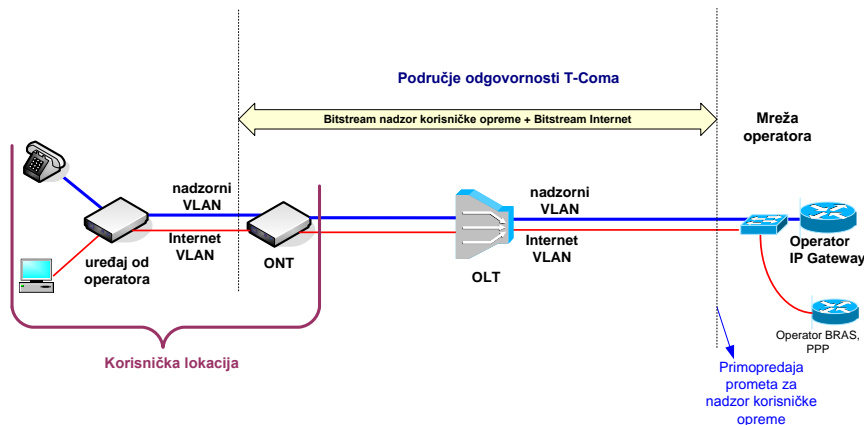 Područje odgovornosti T-Coma
Bitstream nadzor korisničke opreme + Bitstream Internet
Mreža
operatora
nadzorni
VLAN
Internet
VLAN
uređaj od
operatora
ONT
OLT
nadzorni
VLAN
Internet
VLAN
Operator
IP Gateway
Operator BRAS,
PPP
Korisnička lokacija
Primopredaja
prometa za
nadzor korisničke
opreme